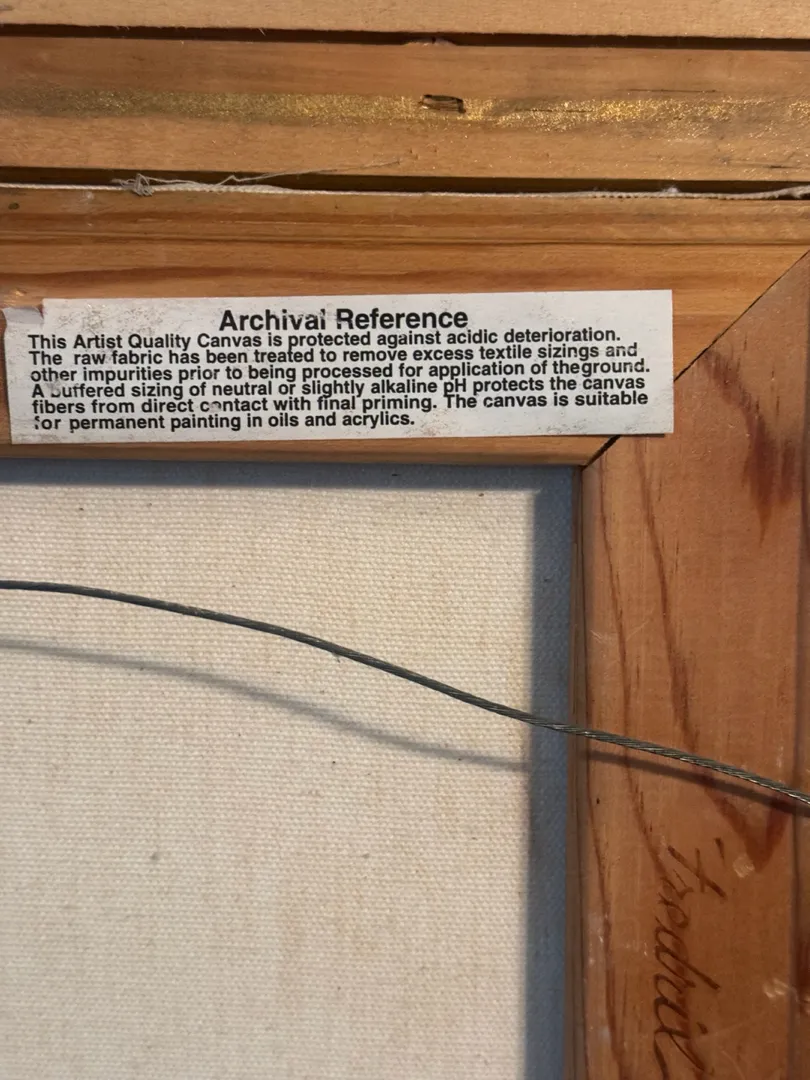 Archival Reference
This Artist Quality Canvas is protected against acidic deterioration.
The raw fabric has been treated to remove excess textile sizings and
other impurities prior to being processed for application of theground.
A buffered sizing of neutral or slightly alkaline pH protects the canvas
fibers from direct contact with final priming. The canvas is suitable
for permanent painting in oils and acrylics.